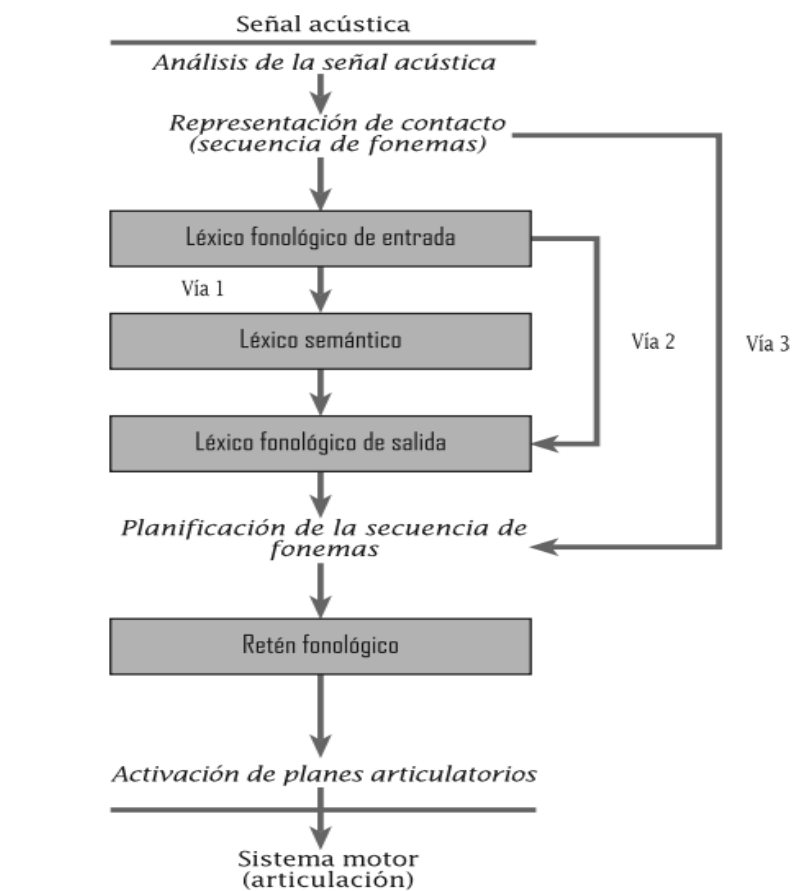 Señal acústica
Análisis de la señal acústica
Representación de contacto
(secuencia de fonemas)
Léxico fonológico de entrada
Vía 1
Léxico semántico
Vía 2
Vía 3
Léxico fonológico de salida
Planificación de la secuencia de
fonemas
Retén fonológico
Activación de planes articulatorios
Sistema motor
(articulación)